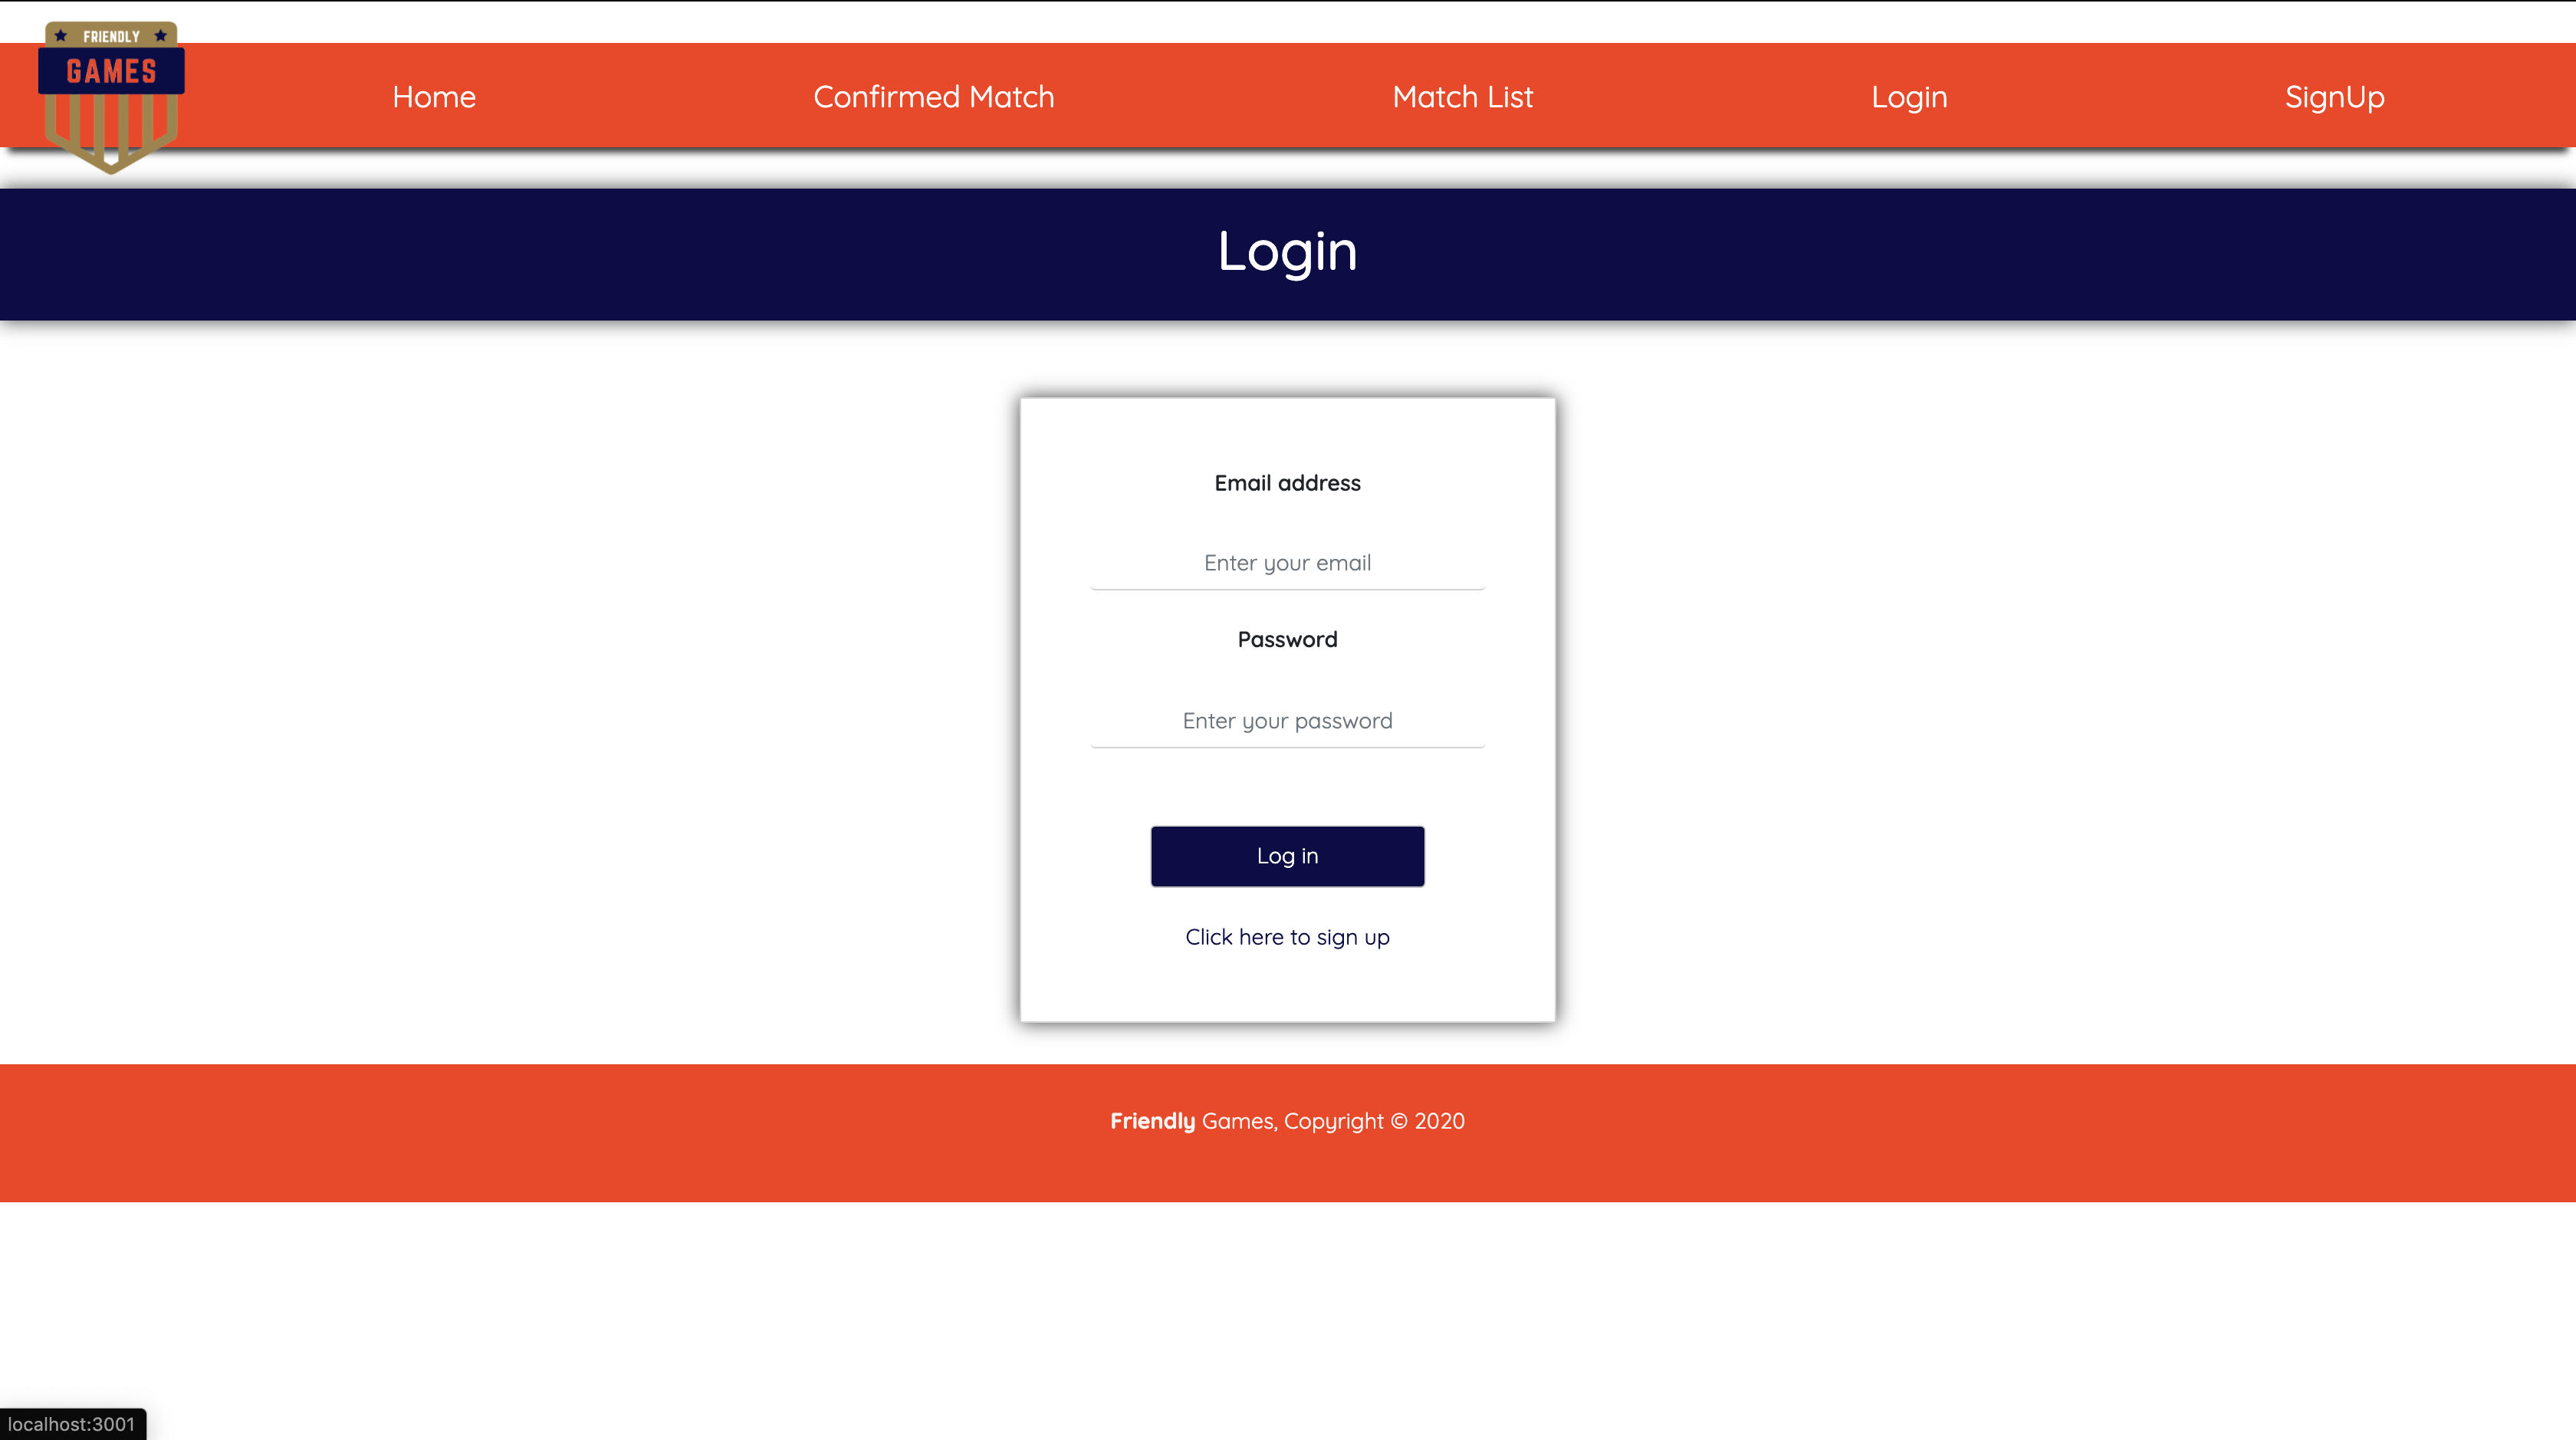 FRIENDLY
GAMES
Home Confirmed Match Match List Login SignUp
Login
Email address
Enter your email
Password
Enter your password
Log in
Click here to sign up
Friendly Games, Copyright © 2020
localhost:3001